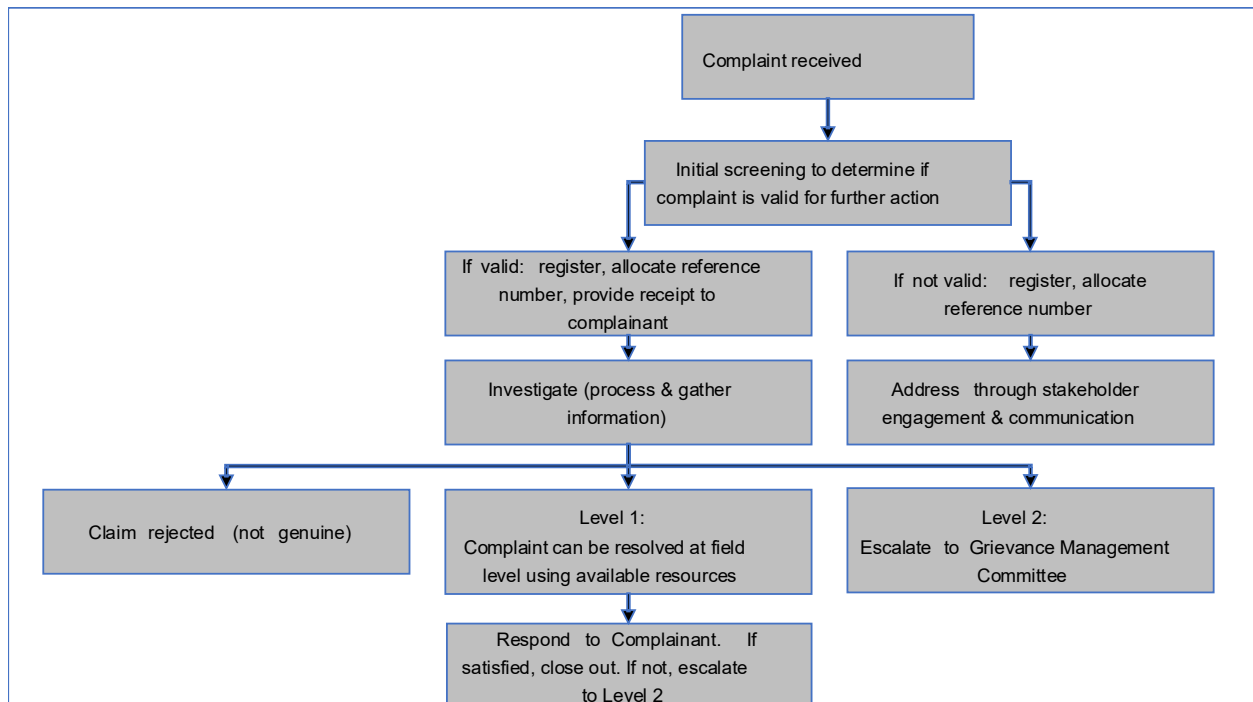 Complaint received
Initial screening to determine if
complaint is valid for further action
If valid: register, allocate reference
number, provide receipt to
complainant
If not valid: register, allocate
reference number
Investigate (process & gather
information)
Address through stakeholder
engagement & communication
Claim rejected (not genuine)
Level 1:
Complaint can be resolved at field
level using available resources
Level 2:
Escalate to Grievance Management
Committee
Respond to Complainant. If
satisfied, close out. If not, escalate
to Level 2